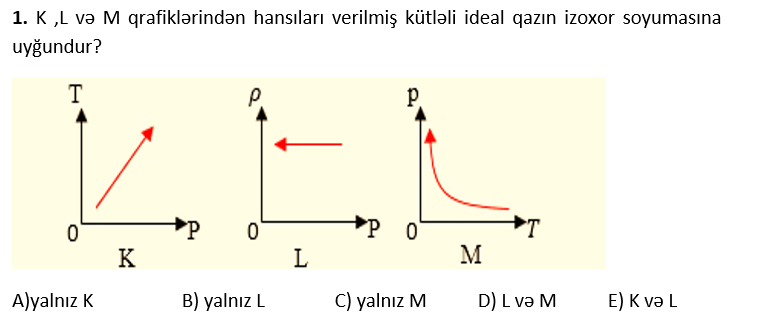 1. K ,L və M qrafiklərindən hansıları verilmiş kütləli ideal qazın izoxor soyumasına
uyğundur?
T ρ p
0 P 0 P 0 T
K L M
A)yalnız K B) yalnız L C) yalnız M D) L və M E) K və L